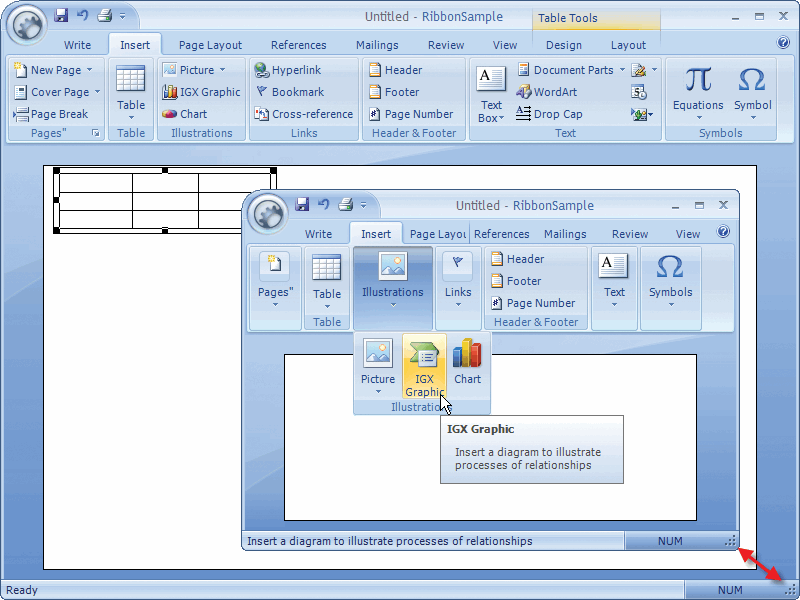 Untitled - RibbonSample
Table Tools
Write Insert Page Layout References Mailings Review View Design Layout
New Page Picture Hyperlink Header Document Parts
Cover Page IGX Graphic Bookmark Footer WordArt
Page Break Chart Cross-reference Page Number Drop Cap
Table
A
Text
Box
π
Equations
Ω
Symbol
Pages" Table Illustrations Links Header & Footer Text Symbols
Untitled - RibbonSample
Write Insert Page Layou References Mailings Review View
Pages"
Table
Illustrations
Links
Header
Footer
Page Number
A
Text
Ω
Symbols
Table Header & Footer
Picture
IGX
Graphic
Chart
Illustration
IGX Graphic
Insert a diagram to illustrate
processes of relationships
Insert a diagram to illustrate processes of relationships NUM
Ready NUM